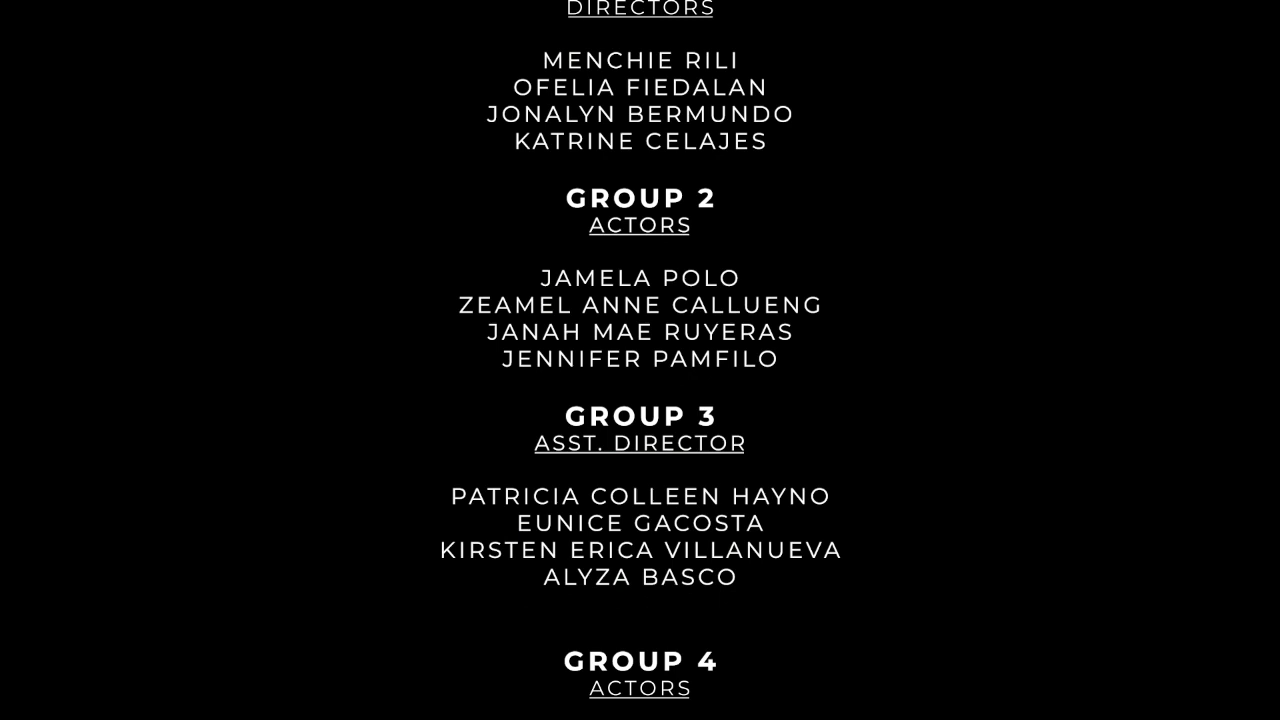 DIRECTORS
MENCHIE RILI
OFELIA FIEDALAN
JONALYN BERMUNDO
KATRINE CELAJES
GROUP 2
ACTORS
JAMELA POLO
ZEAMEL ANNE CALLUENG
JANAH MAE RUYERAS
JENNIFER PAMFILO
GROUP 3
ASST. DIRECTOR
PATRICIA COLLEEN HAYNO
EUNICE GACOSTA
KIRSTEN ERICA VILLANUEVA
ALYZA BASCO
GROUP 4
ACTORS